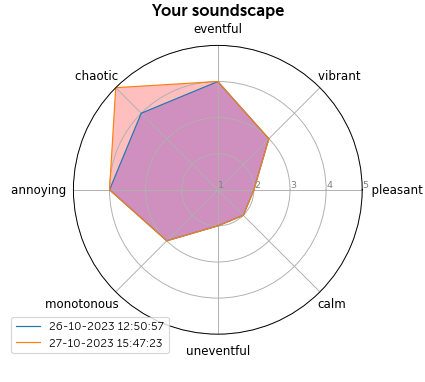 Your soundscape
eventful
chaotic
vibrant
annoying
1
2
3
4
5
pleasant
monotonous
calm
26-10-2023 12:50:57
27-10-2023 15:47:23
uneventful